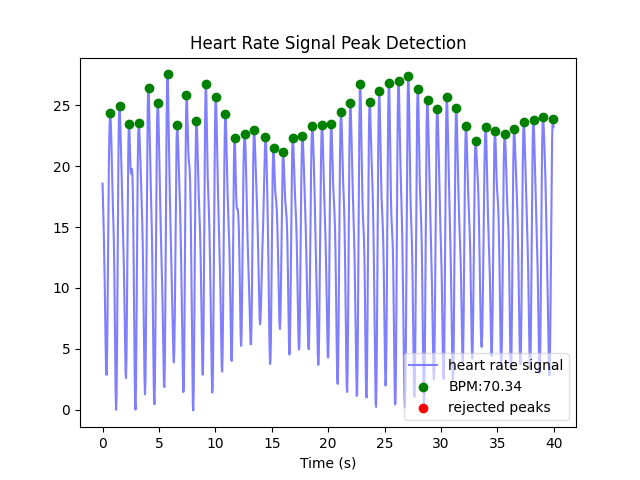 Heart Rate Signal Peak Detection
25
20
15
10
5
0
heart rate signal
BPM:70.34
rejected peaks
0 5 10 15 20 25 30 35 40
Time (s)